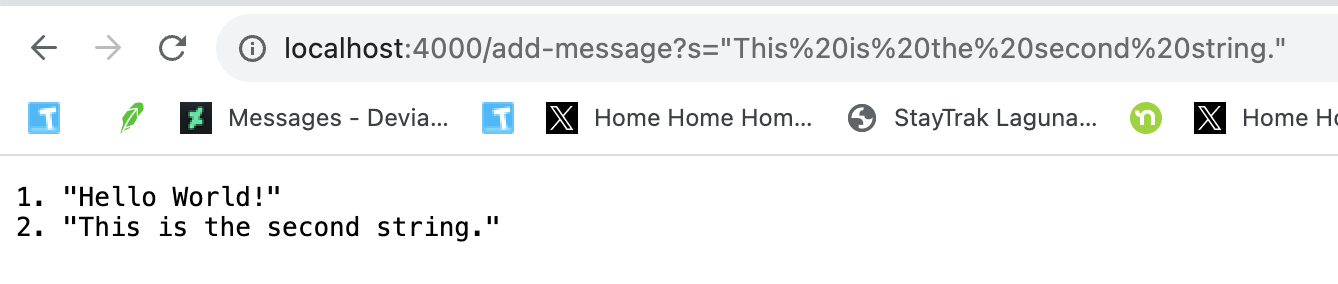 localhost:4000/add-message?s="This%20is%20the%20second%20string."
T Messages - Devia... T X Home Home Hom... StayTrak Laguna... n X Home Ho
1. "Hello World!"
2. "This is the second string."